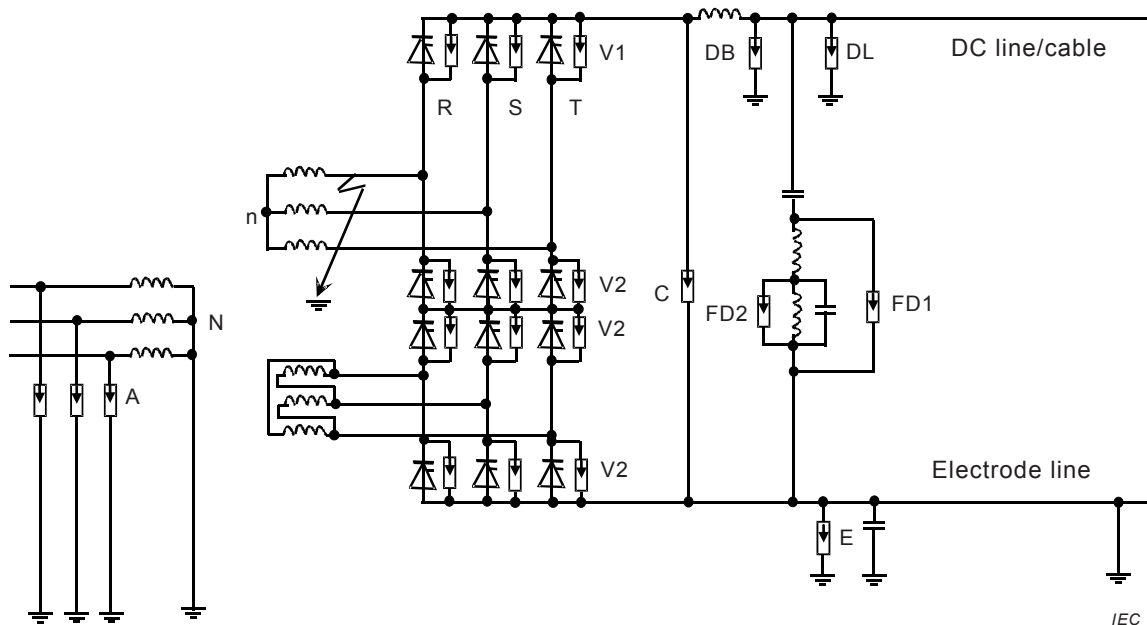 DB
DL
DC line/cable
V1
R
S
T
n
V2
C
FD2
FD1
N
V2
A
V2
Electrode line
E
IEC